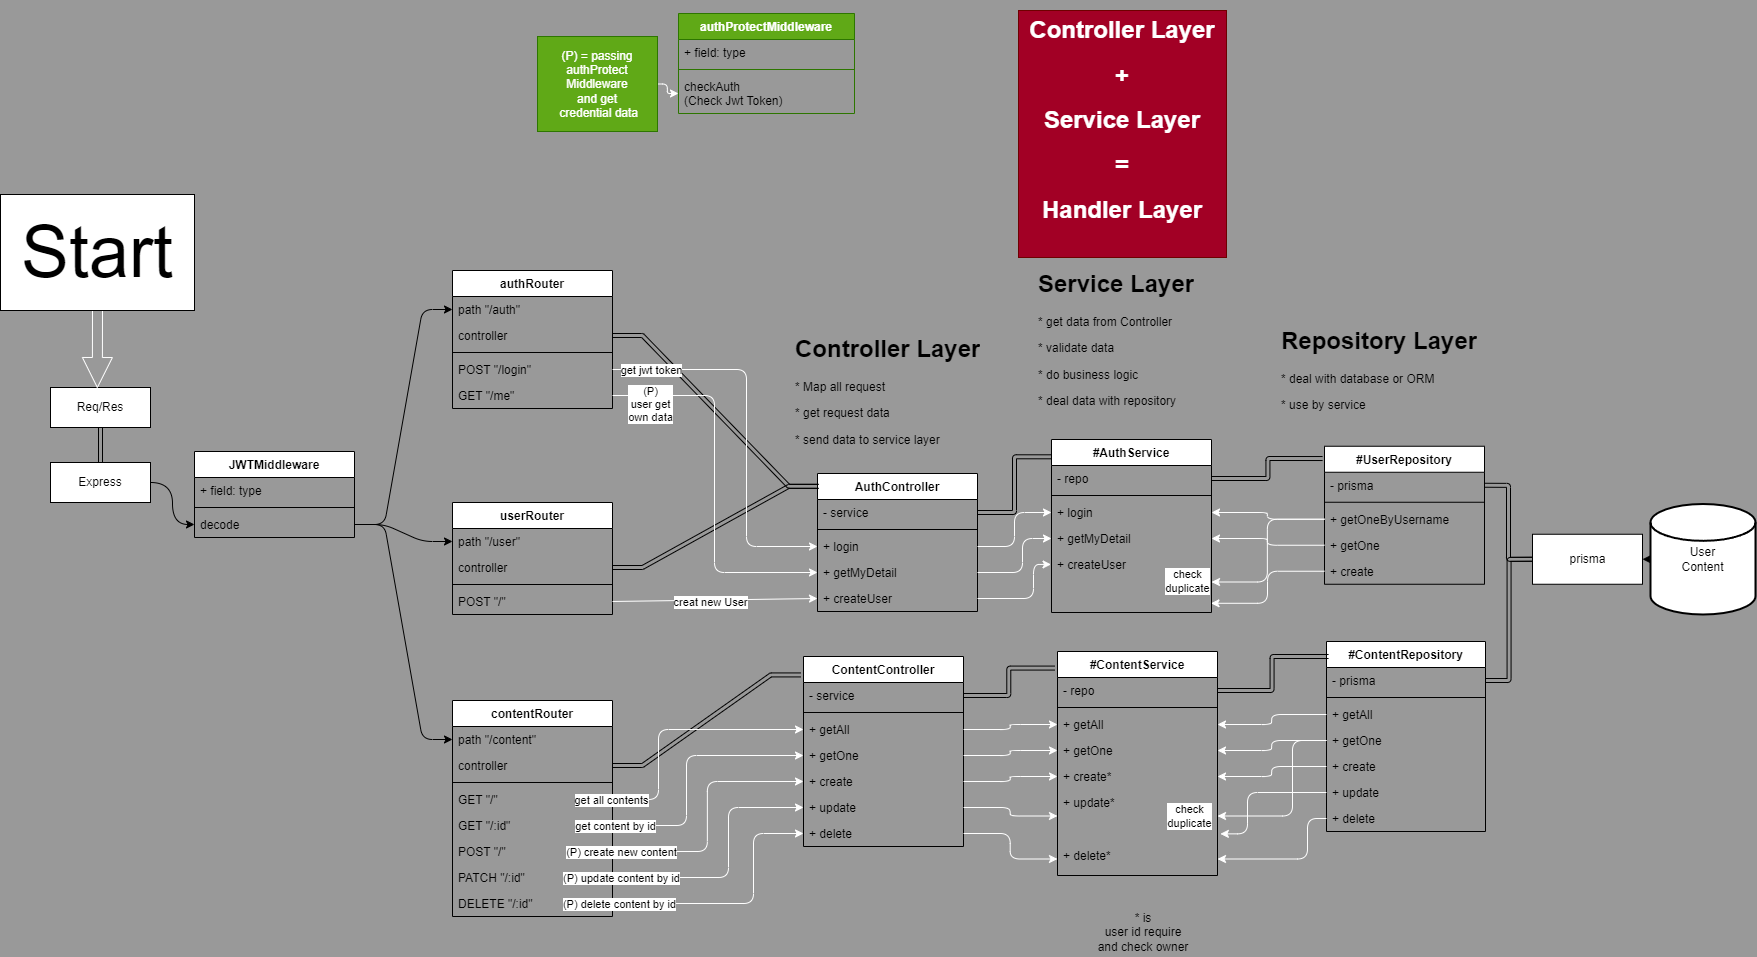 (P) = passing
authProtect
Middleware
and get
credential data
authProtectMiddleware
+ field: type
checkAuth
(Check Jwt Token)
Controller Layer
+
Service Layer
=
Handler Layer
Start
Req/Res
Express
JWTMiddleware
+ field: type
decode
authRouter
path "/auth"
controller
POST "/login"
GET "/me"
get jwt token
(P)
user get
own data
userRouter
path "/user"
controller
POST "/"
creat new User
contentRouter
path "/content"
controller
GET "/"
GET "/:id"
POST "/"
PATCH "/:id"
DELETE "/:id"
get all contents
get content by id
(P) create new content
(P) update content by id
(P) delete content by id
Controller Layer
* Map all request
* get request data
* send data to service layer
AuthController
- service
+ login
+ getMyDetail
+ createUser
ContentController
- service
+ getAll
+ getOne
+ create
+ update
+ delete
Service Layer
* get data from Controller
* validate data
* do business logic
* deal data with repository
#AuthService
- repo
+ login
+ getMyDetail
+ createUser
check
duplicate
#ContentService
- repo
+ getAll
+ getOne
+ create*
+ update*
check
duplicate
+ delete*
* is
user id require
and check owner
Repository Layer
* deal with database or ORM
* use by service
#UserRepository
- prisma
+ getOneByUsername
+ getOne
+ create
#ContentRepository
- prisma
+ getAll
+ getOne
+ create
+ update
+ delete
prisma
User
Content